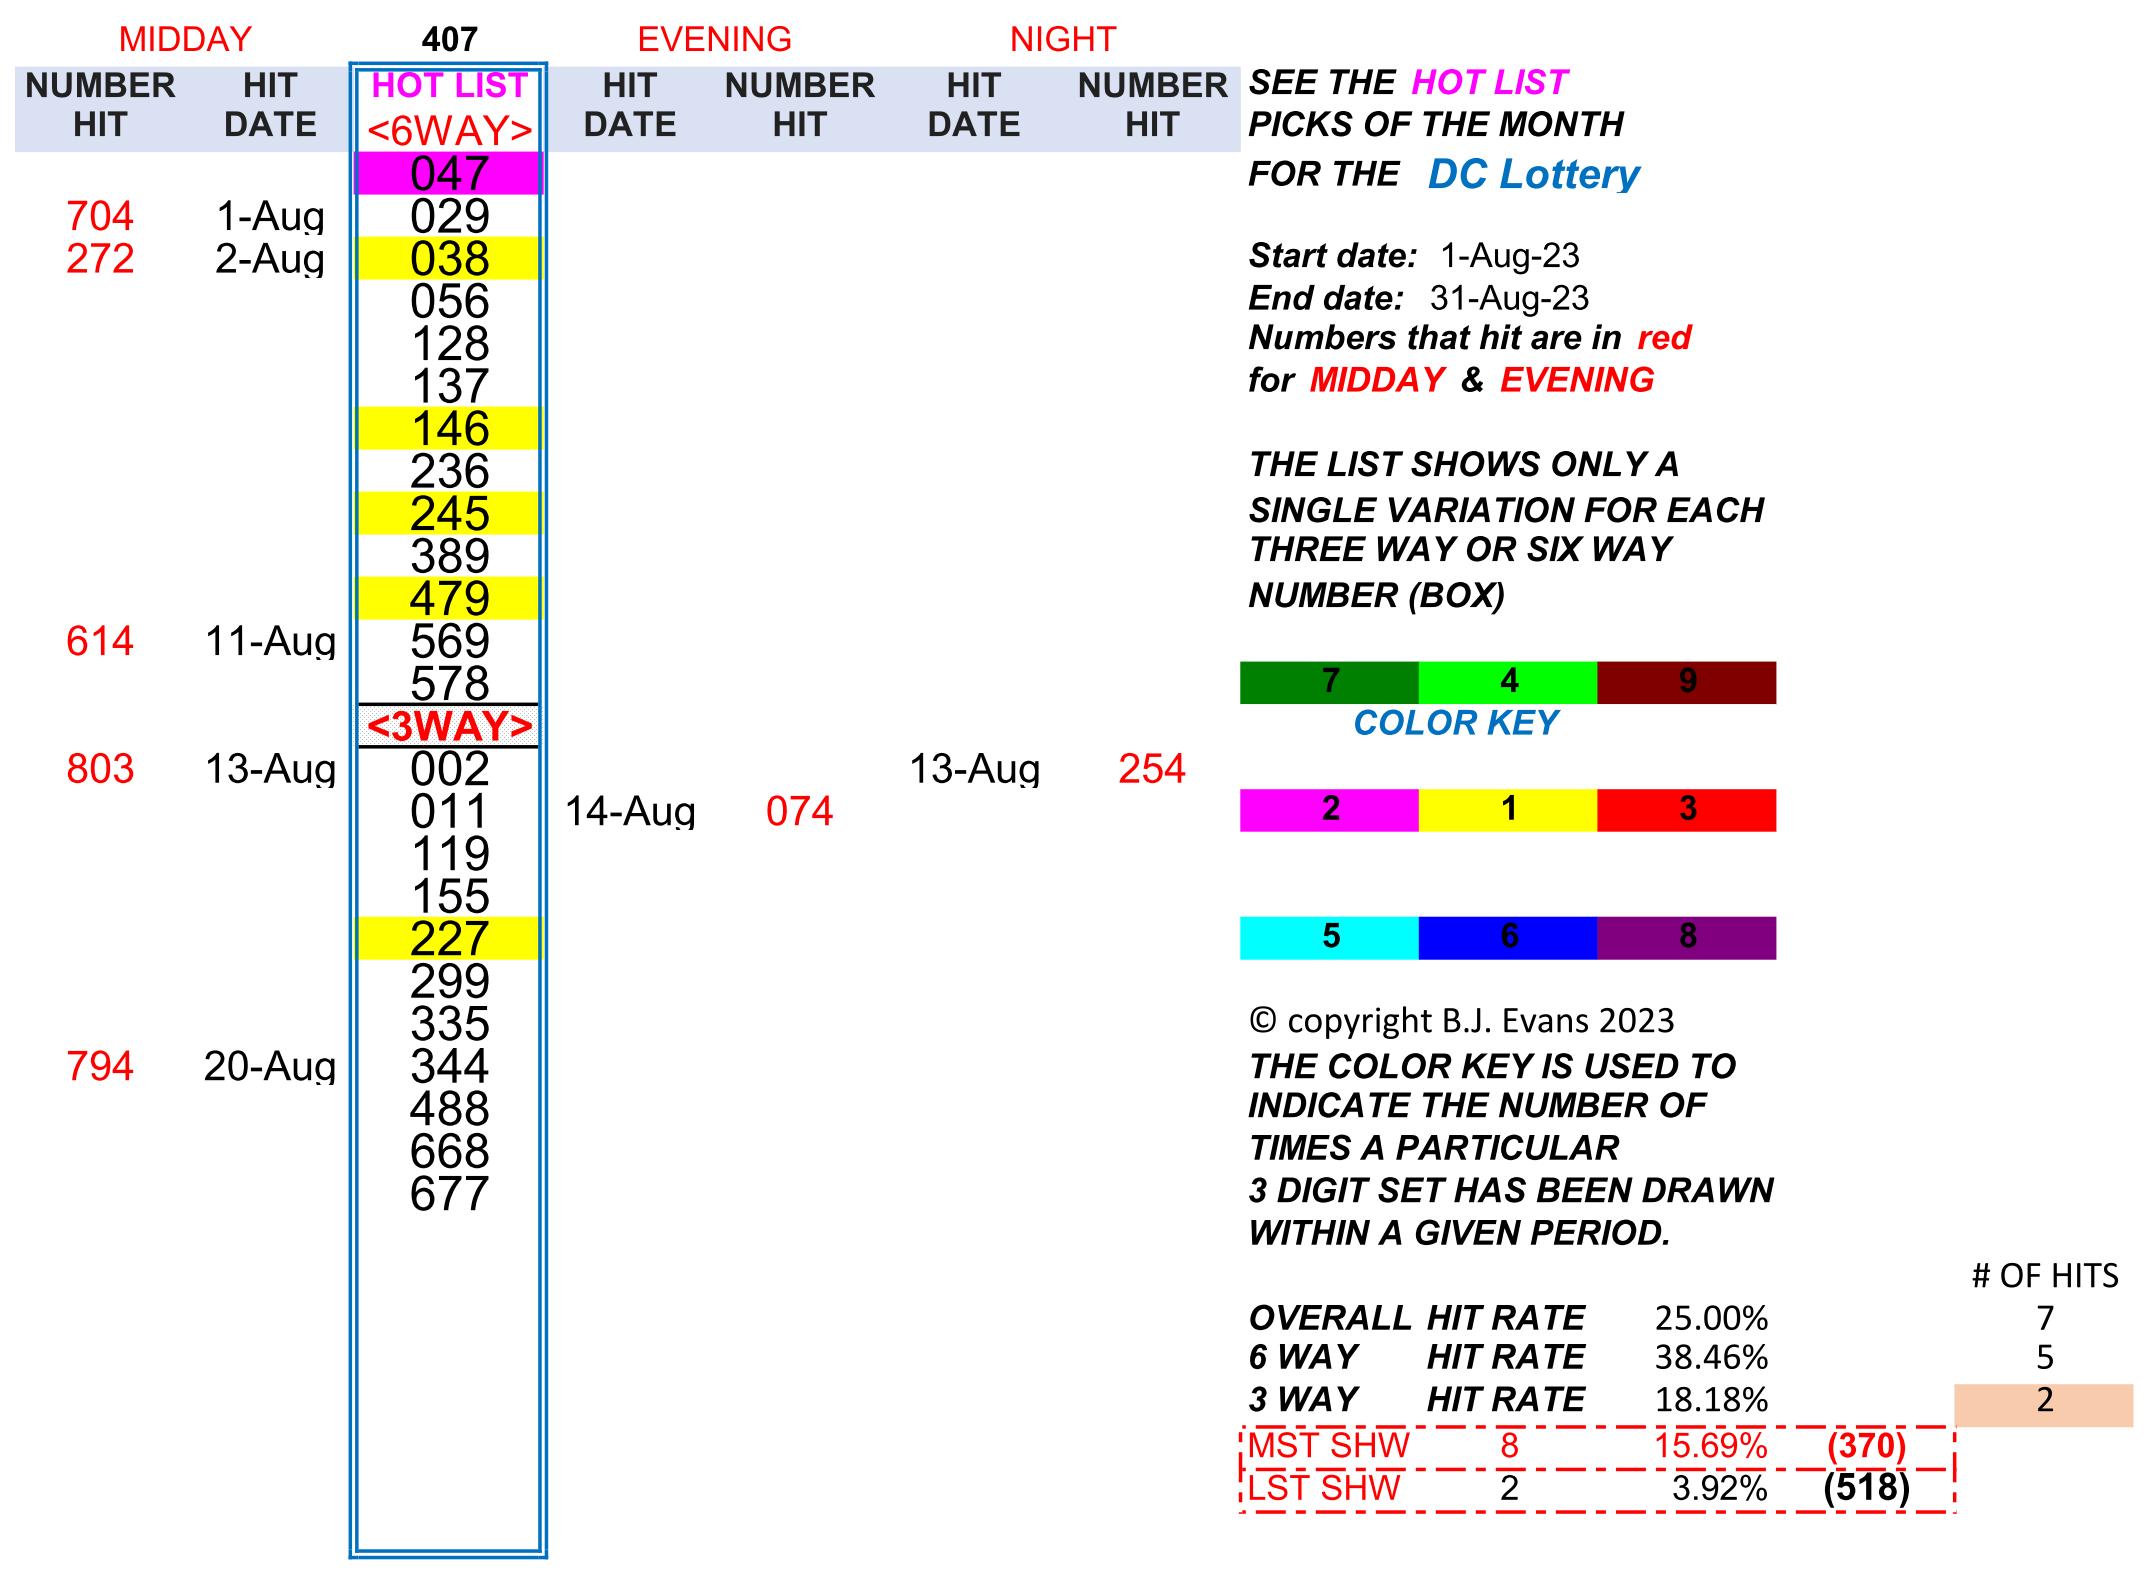 MIDDAY 407 EVENING NIGHT
NUMBER HIT HOT LIST HIT NUMBER HIT NUMBER SEE THE HOT LIST
HIT DATE <6WAY> DATE HIT DATE HIT PICKS OF THE MONTH
047 FOR THE DC Lottery
704 1-Aug 029
272 2-Aug 038 Start date: 1-Aug-23
056 End date: 31-Aug-23
128 Numbers that hit are in red
137 for MIDDAY & EVENING
146
236 THE LIST SHOWS ONLY A
245 SINGLE VARIATION FOR EACH
389 THREE WAY OR SIX WAY
479 NUMBER (BOX)
614 11-Aug 569
578 7 4 9
<3WAY> COLOR KEY
803 13-Aug 002 13-Aug 254
011 14-Aug 074 2 1 3
119
155
227 5 6 8
299
335 © copyright B.J. Evans 2023
794 20-Aug 344 THE COLOR KEY IS USED TO
488 INDICATE THE NUMBER OF
668 TIMES A PARTICULAR
677 3 DIGIT SET HAS BEEN DRAWN
WITHIN A GIVEN PERIOD.
# OF HITS
OVERALL HIT RATE 25.00% 7
6 WAY HIT RATE 38.46% 5
3 WAY HIT RATE 18.18% 2
MST SHW 8 15.69% (370)
LST SHW 2 3.92% (518)